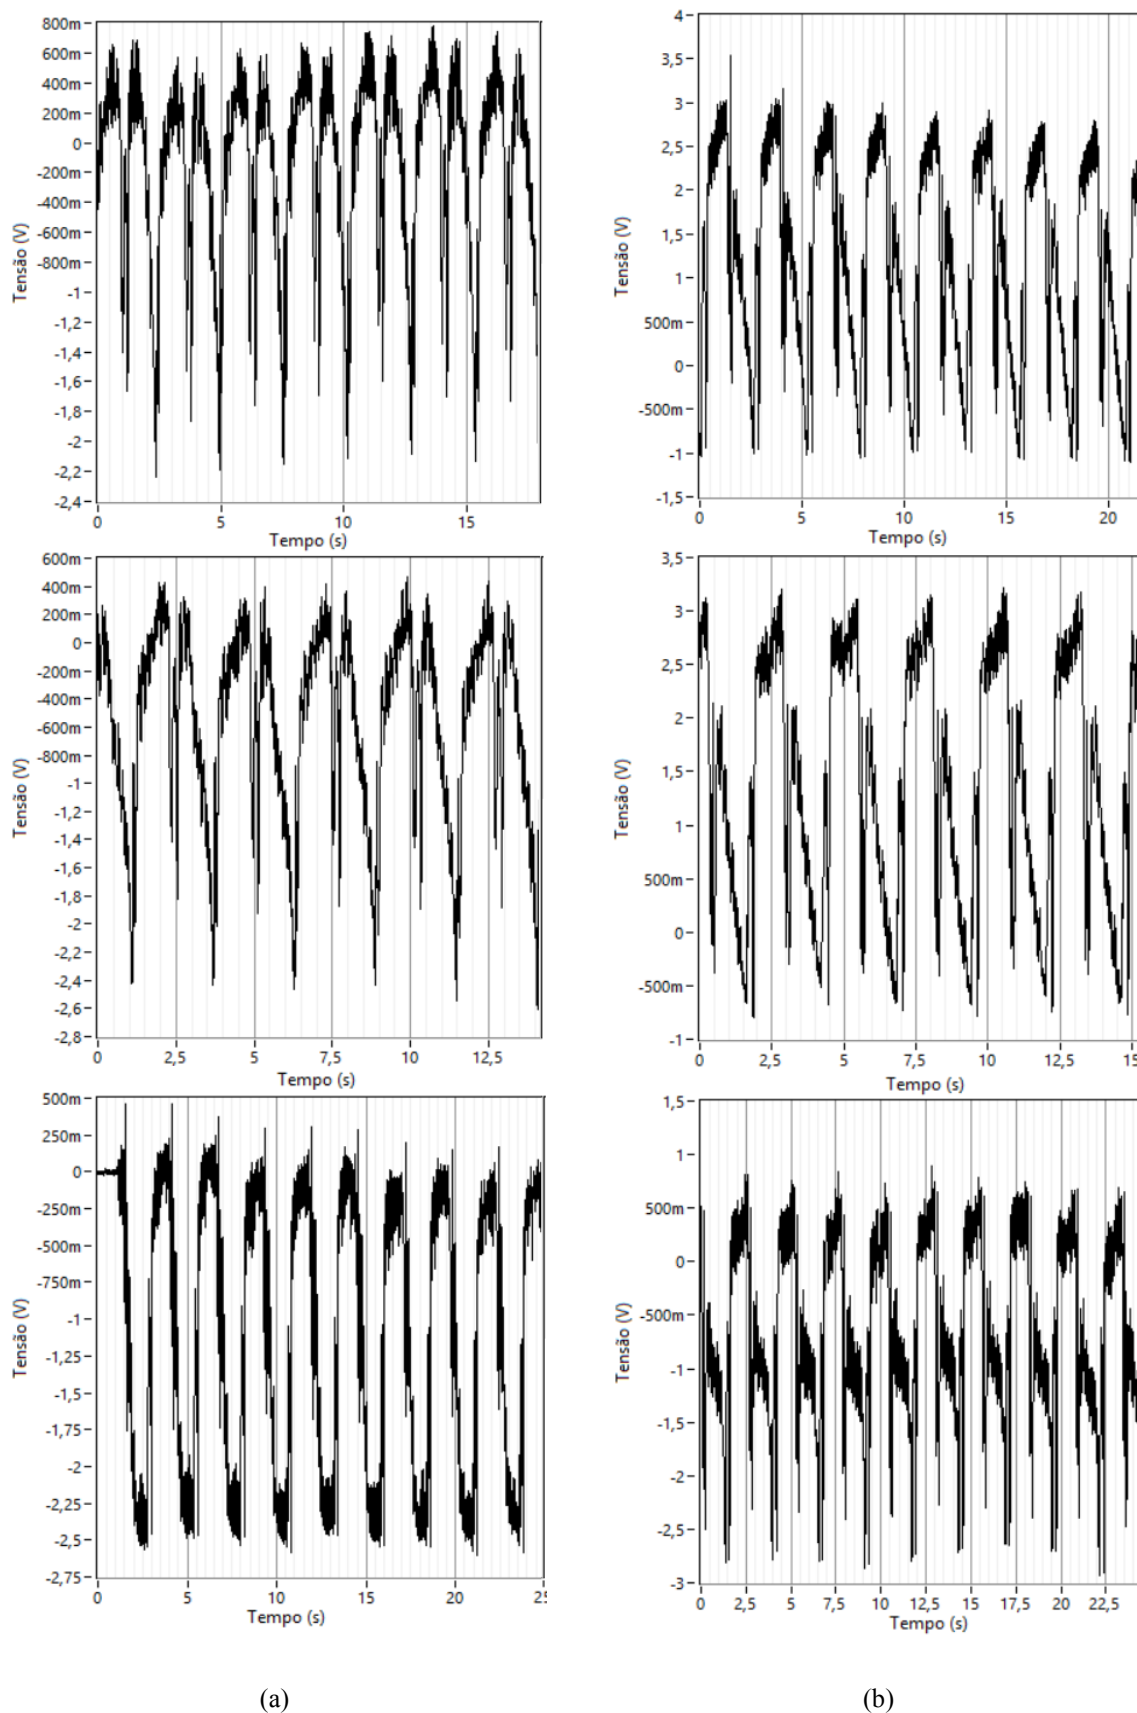 800m
600m
400m
200m
0
-200m
-400m
-600m
-800m
-1
-1,2
-1,4
-1,6
-1,8
-2
-2,2
-2,4
Tensão (V)
0 5 10 15
Tempo (s)
4
3,5
3
2,5
2
1,5
1
500m
0
-500m
-1
-1,5
Tensão (V)
0 5 10 15 20
Tempo (s)
600m
400m
200m
0
-200m
-400m
-600m
-800m
-1
-1,2
-1,4
-1,6
-1,8
-2
-2,2
-2,4
-2,6
-2,8
Tensão (V)
0 2,5 5 7,5 10 12,5
Tempo (s)
3,5
3
2,5
2
1,5
1
500m
0
-500m
-1
Tensão (V)
0 2,5 5 7,5 10 12,5 15
Tempo (s)
500m
250m
0
-250m
-500m
-750m
-1
-1,25
-1,5
-1,75
-2
-2,25
-2,5
-2,75
Tensão (V)
0 5 10 15 20 25
Tempo (s)
1,5
1
500m
0
-500m
-1
-1,5
-2
-2,5
-3
Tensão (V)
0 2,5 5 7,5 10 12,5 15 17,5 20 22,5
Tempo (s)
(a) (b)